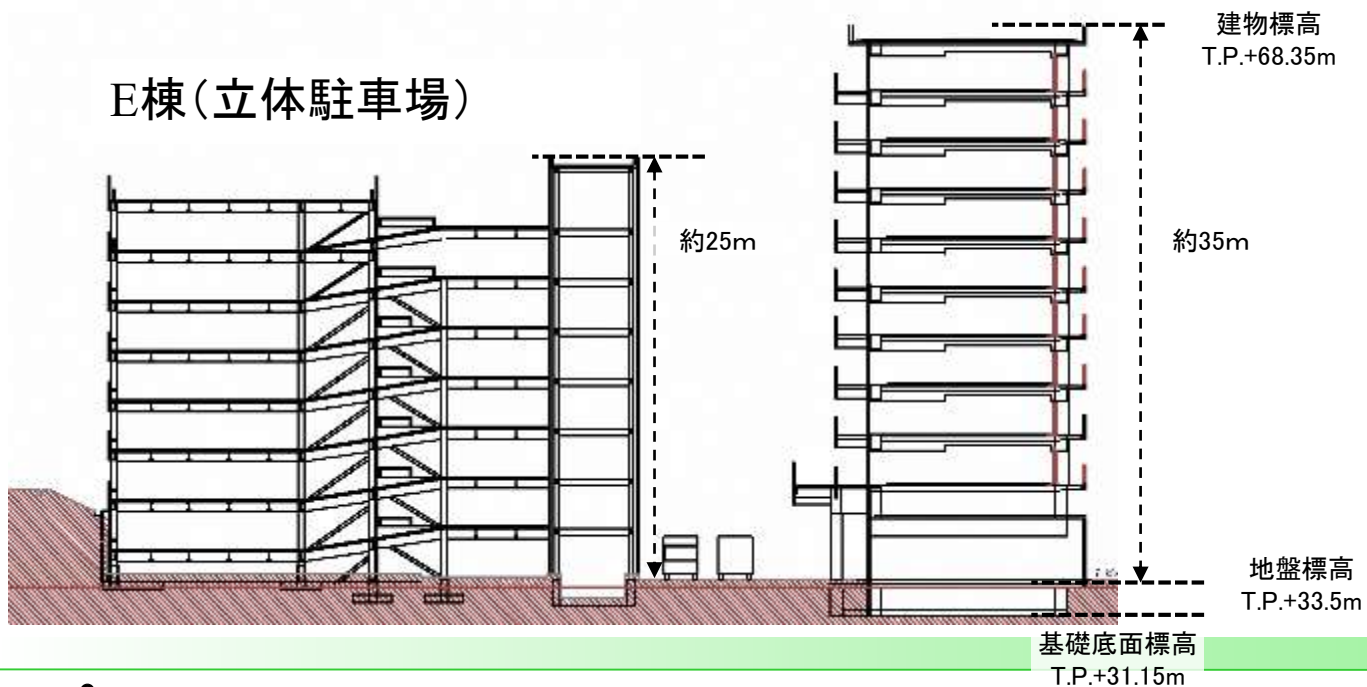 建物標高
T.P.+68.35m
E棟(立体駐車場)
約25m
約35m
地盤標高
T.P.+33.5m
基礎底面標高
T.P.+31.15m